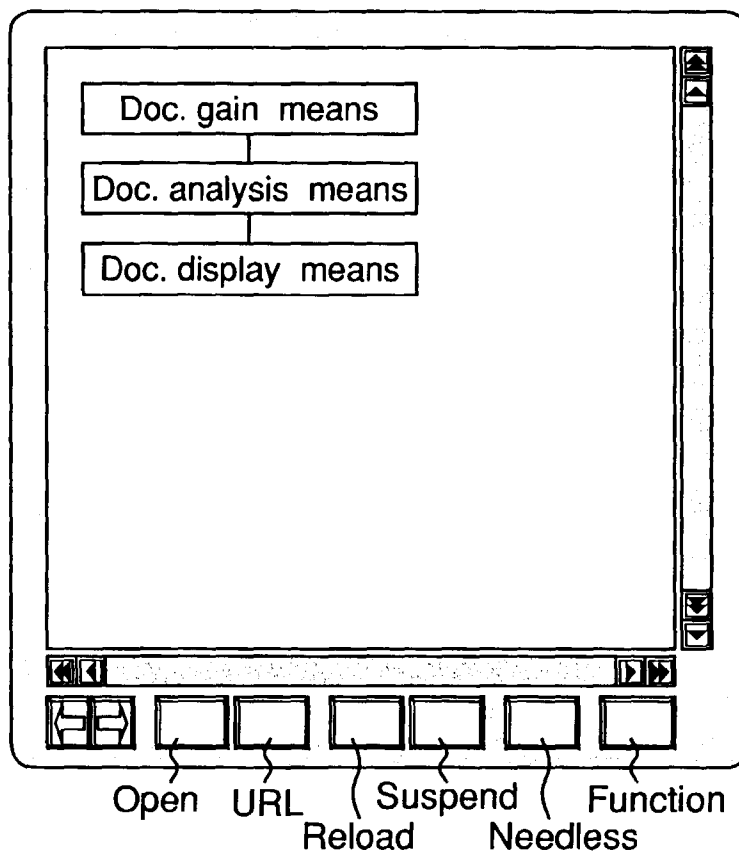 Doc. gain means
Doc. analysis means
Doc. display means
Open URL Suspend Function
Reload Needless